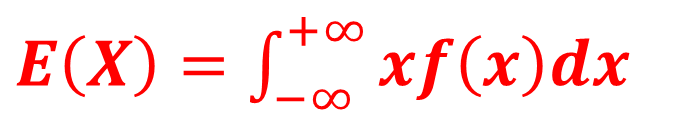 E(X) = ∫_{-∞}^{+∞} xf(x)dx